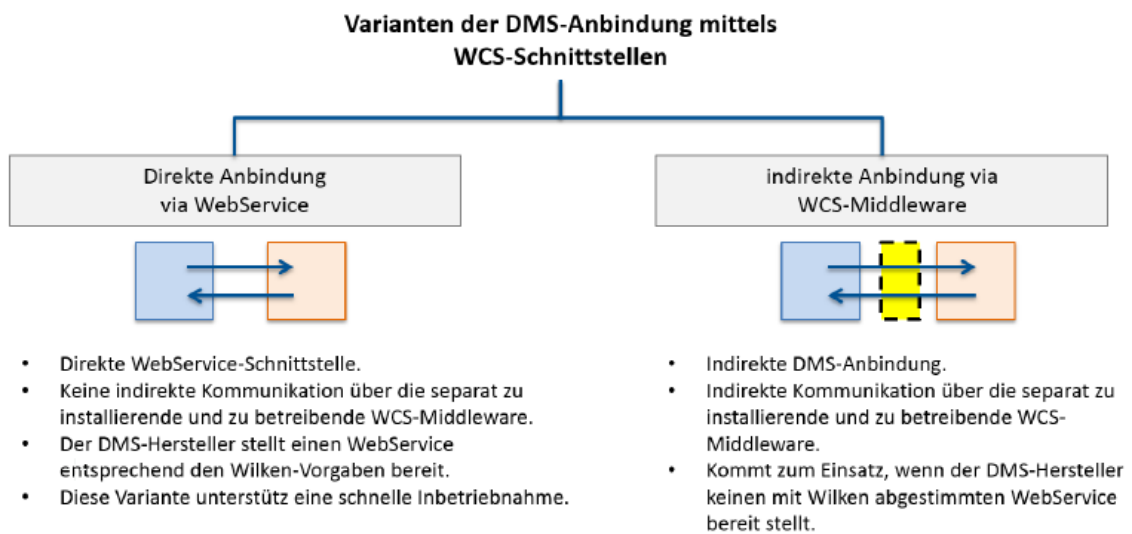 Varianten der DMS-Anbindung mittels
WCS-Schnittstellen
Direkte Anbindung
via WebService
indirekte Anbindung via
WCS-Middleware
• Direkte WebService-Schnittstelle.
• Keine indirekte Kommunikation über die separat zu
installierende und zu betreibende WCS-Middleware.
• Der DMS-Hersteller stellt einen WebService
entsprechend den Wilken-Vorgaben bereit.
• Diese Variante unterstütz eine schnelle Inbetriebnahme.
• Indirekte DMS-Anbindung.
• Indirekte Kommunikation über die separat zu
installierende und zu betreibende WCS-
Middleware.
• Kommt zum Einsatz, wenn der DMS-Hersteller
keinen mit Wilken abgestimmten WebService
bereit stellt.